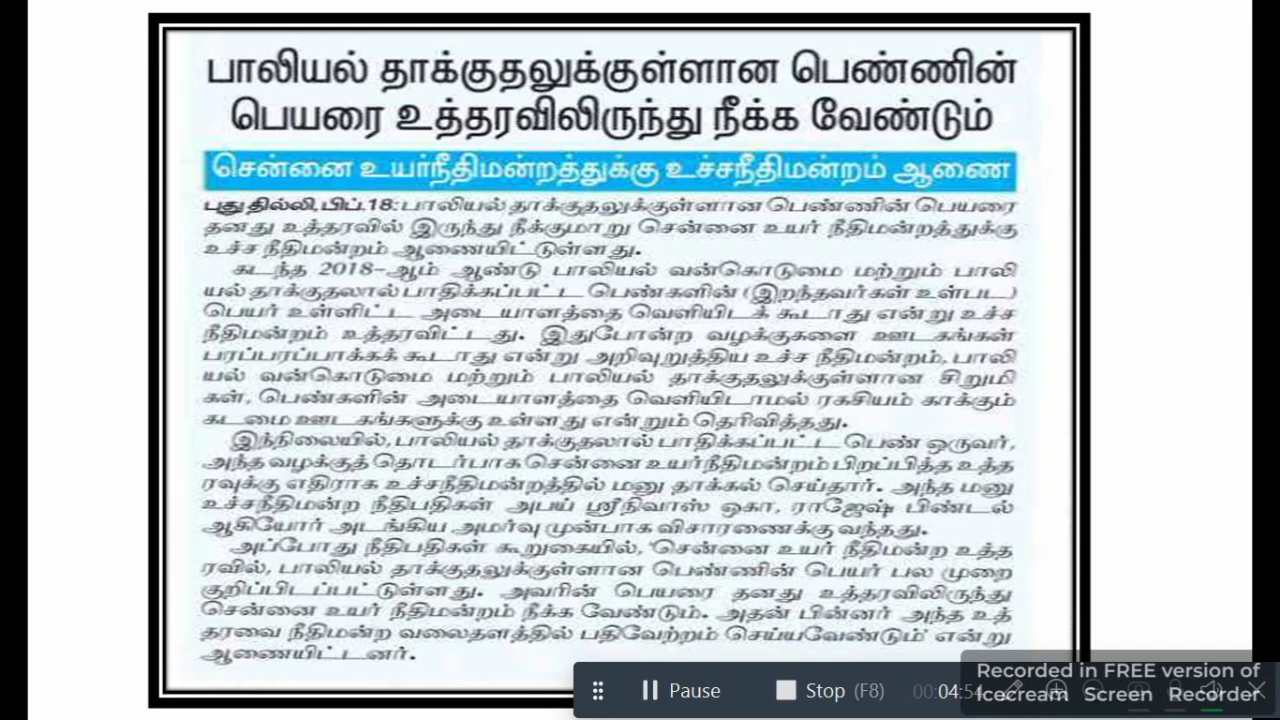 பாலியல் தாக்குதலுக்குள்ளான பெண்ணின்
பெயரை உத்தரவிலிருந்து நீக்க வேண்டும்
சென்னை உயர்நீதிமன்றத்துக்கு உச்சநீதிமன்றம் ஆணை
புது தில்லி, பிப்.18: பாலியல் தாக்குதலுக்குள்ளான பெண்ணின் பெயரை
தனது உத்தரவில் இருந்து நீக்குமாறு சென்னை உயர் நீதிமன்றத்துக்கு
உச்ச நீதிமன்றம் ஆணையிட்டுள்ளது.
கடந்த 2018-ஆம் ஆண்டு பாலியல் வன்கொடுமை மற்றும் பாலி
யல் தாக்குதலால் பாதிக்கப்பட்ட பெண்களின் (இறந்தவர்கள் உள்பட)
பெயர் உள்ளிட்ட அடையாளத்தை வெளியிடக் கூடாது என்று உச்ச
நீதிமன்றம் உத்தரவிட்டது. இதுபோன்ற வழக்குகளை ஊடகங்கள்
பரப்பரப்பாக்கக் கூடாது என்று அறிவுறுத்திய உச்ச நீதிமன்றம், பாலி
யல் வன்கொடுமை மற்றும் பாலியல் தாக்குதலுக்குள்ளான சிறுமி
கள், பெண்களின் அடையாளத்தை வெளியிடாமல் ரகசியம் காக்கும்
கடமை ஊடகங்களுக்கு உள்ளது என்றும் தெரிவித்தது.
இந்நிலையில், பாலியல் தாக்குதலால் பாதிக்கப்பட்ட பெண் ஒருவர்,
அந்த வழக்குத் தொடர்பாக சென்னை உயர்நீதிமன்றம் பிறப்பித்த உத்த
ரவுக்கு எதிராக உச்சநீதிமன்றத்தில் மனு தாக்கல் செய்தார். அந்த மனு
உச்சநீதிமன்ற நீதிபதிகள் அபய் ஸ்ரீநிவாஸ் ஒகா, ராஜேஷ் பிண்டல்
ஆகியோர் அடங்கிய அமர்வு முன்பாக விசாரணைக்கு வந்தது.
அப்போது நீதிபதிகள் கூறுகையில், 'சென்னை உயர் நீதிமன்ற உத்த
ரவில், பாலியல் தாக்குதலுக்குள்ளான பெண்ணின் பெயர் பல முறை
குறிப்பிடப்பட்டுள்ளது. அவரின் பெயரை தனது உத்தரவிலிருந்து
சென்னை உயர் நீதிமன்றம் நீக்க வேண்டும். அதன் பின்னர் அந்த உத்
தரவை நீதிமன்ற வலைதளத்தில் பதிவேற்றம் செய்யவேண்டும்' என்று
ஆணையிட்டனர்.
Pause Stop (F8) 00:04:54
Recorded in FREE version of
Icecream Screen Recorder